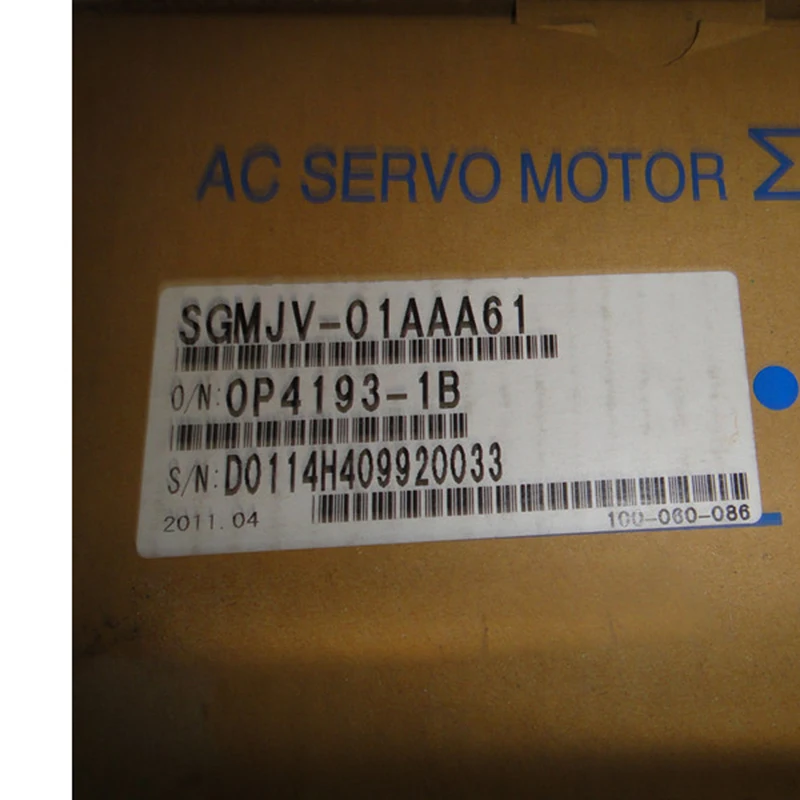 AC SERVO MOTOR Σ
SGMJV-01AAA61
O/N: OP4193-1B
S/N: D0114H409920033
2011.04
100-060-086